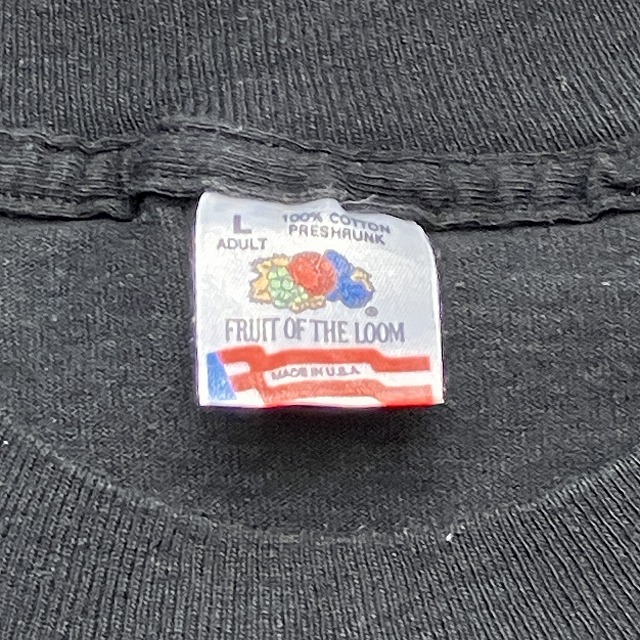 L
ADULT
100% COTTON
PRESHRUNK
®
FRUIT OF THE LOOM
MADE IN U.S.A.